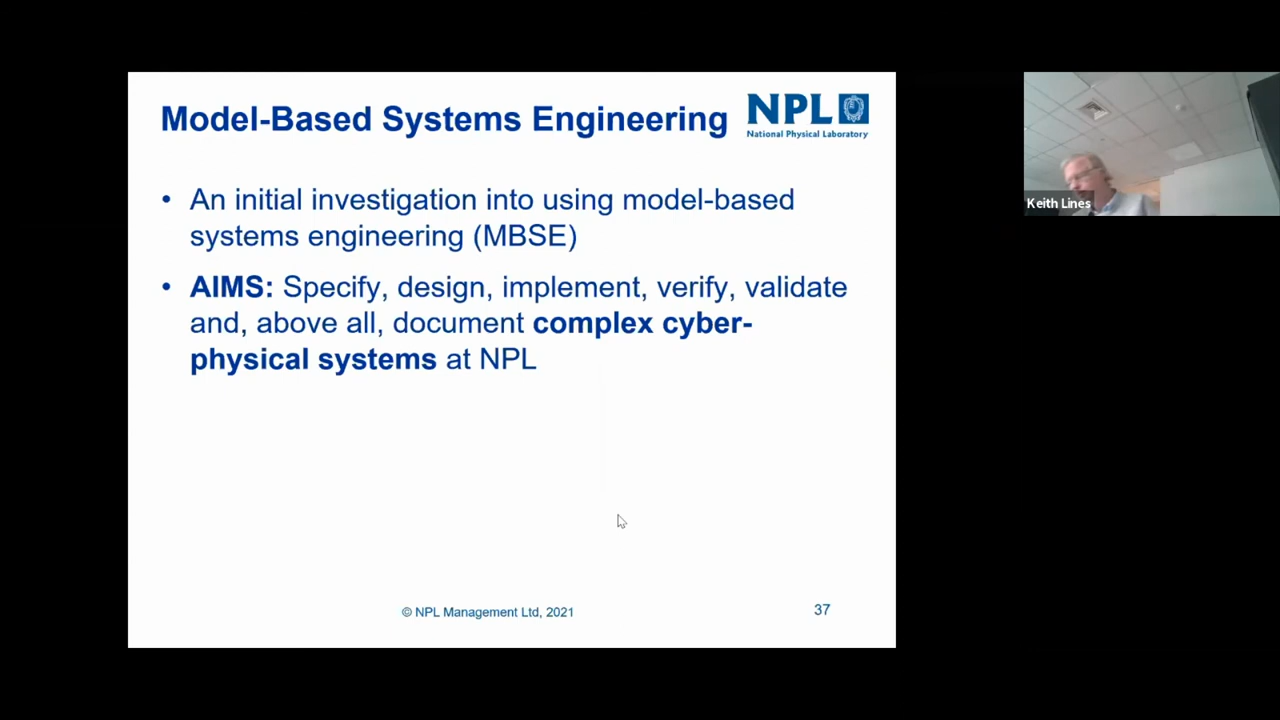 Model-Based Systems Engineering
NPL
National Physical Laboratory
• An initial investigation into using model-based
systems engineering (MBSE)
• AIMS: Specify, design, implement, verify, validate
and, above all, document complex cyber-
physical systems at NPL
© NPL Management Ltd, 2021
37
Keith Lines